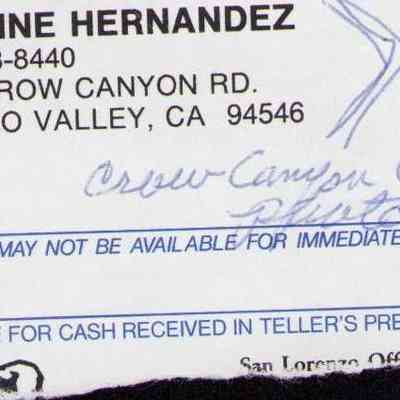 INE HERNANDEZ
-8440
ROW CANYON RD.
O VALLEY, CA 94546
Crow Canyon
MAY NOT BE AVAILABLE FOR IMMEDIATE
FOR CASH RECEIVED IN TELLER'S PRE
San Lorenzo Off